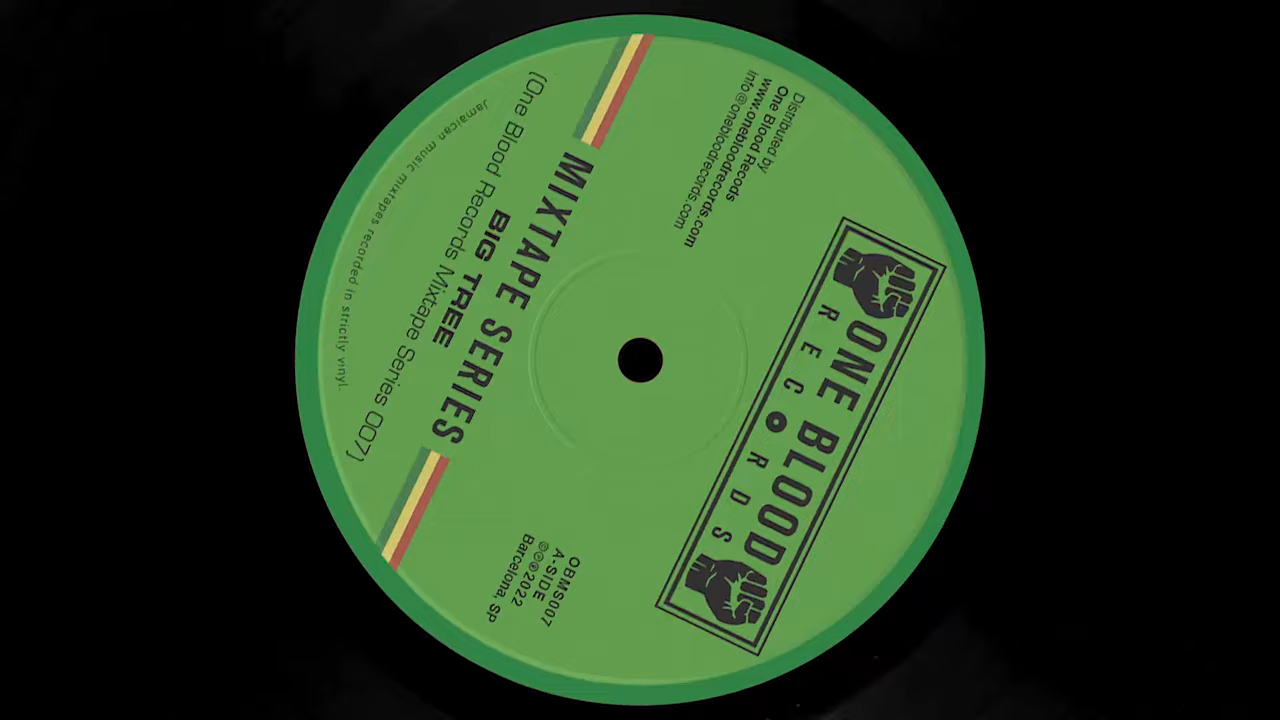 ONE BLOOD
RECORDS
Distributed by
One Blood Recods
www.onebloodrecords.com
info@onebloodrecords.com
OBMS007
A-SIDE
2022
Barcelona, SP
MIXTAPE SERIES
BIG TREE
(One Blood Records Mixtape Series 007)
Jamaican music mixtapes recorded in strictly vinyl.